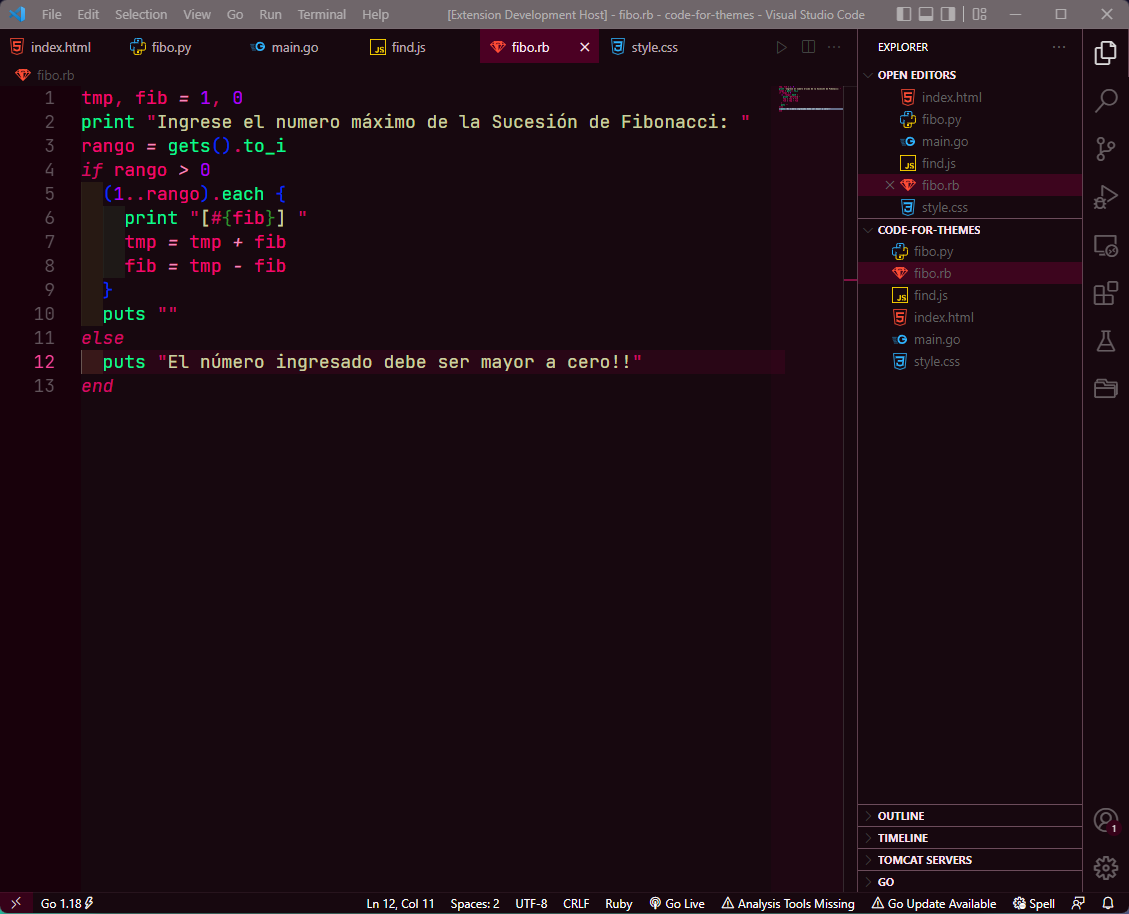 File Edit Selection View Go Run Terminal Help [Extension Development Host] - fibo.rb - code-for-themes - Visual Studio Code
index.html fibo.py main.go find.js fibo.rb style.css
fibo.rb
1 tmp, fib = 1, 0
2 print "Ingrese el numero máximo de la Sucesión de Fibonacci: "
3 rango = gets().to_i
4 if rango > 0
5 (1..rango).each {
6 print "[#{fib}] "
7 tmp = tmp + fib
8 fib = tmp - fib
9 }
10 puts ""
11 else
12 puts "El número ingresado debe ser mayor a cero!!"
13 end
EXPLORER
OPEN EDITORS
index.html
fibo.py
main.go
find.js
fibo.rb
style.css
CODE-FOR-THEMES
fibo.py
fibo.rb
find.js
index.html
main.go
style.css
OUTLINE
TIMELINE
TOMCAT SERVERS
GO
1
Go 1.18 Ln 12, Col 11 Spaces: 2 UTF-8 CRLF Ruby Go Live Analysis Tools Missing Go Update Available Spell